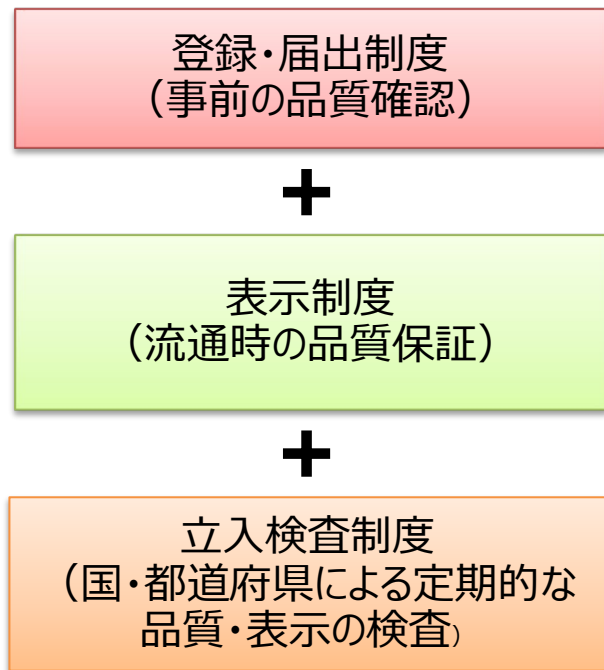 登録・届出制度
（事前の品質確認）
+
表示制度
（流通時の品質保証）
+
立入検査制度
（国・都道府県による定期的な
品質・表示の検査）